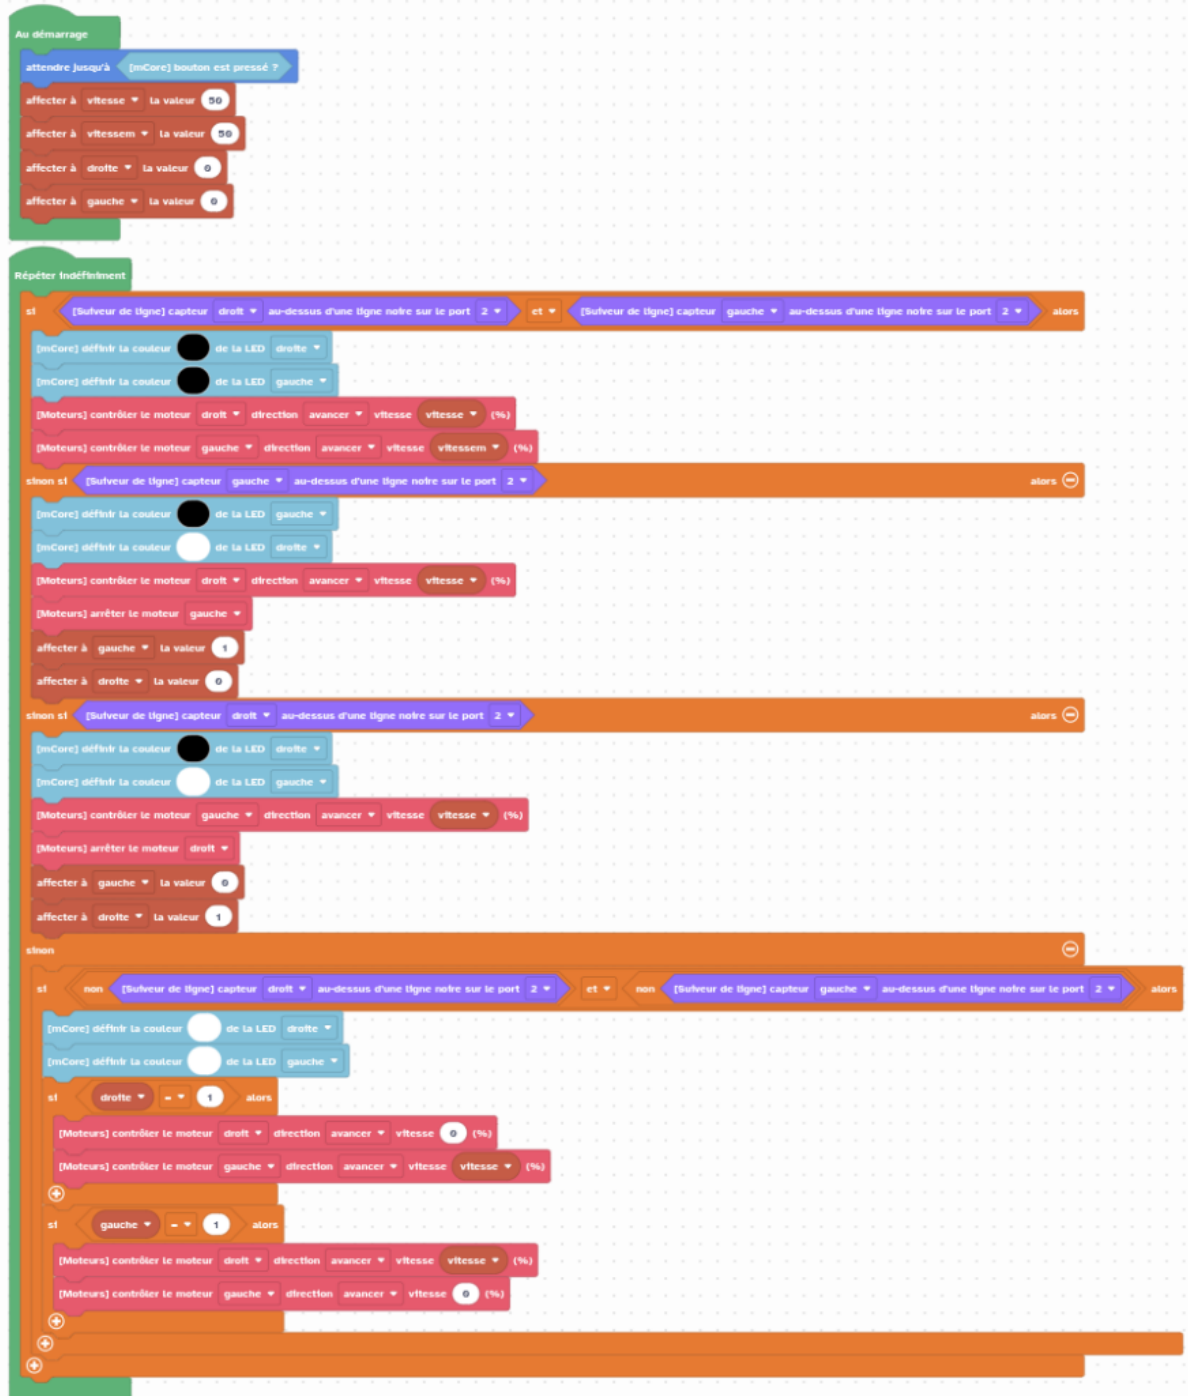 Au démarrage
attendre jusqu'à [mCore] bouton est pressé ?
affecter à vitesse la valeur 50
affecter à vitessem la valeur 50
affecter à droite la valeur 0
affecter à gauche la valeur 0
Répéter indéfiniment
si [Suiveur de ligne] capteur droit au-dessus d'une ligne noire sur le port 2 et [Suiveur de ligne] capteur gauche au-dessus d'une ligne noire sur le port 2 alors
[mCore] définir la couleur de la LED droite
[mCore] définir la couleur de la LED gauche
[Moteurs] contrôler le moteur droit direction avancer vitesse vitesse (%)
[Moteurs] contrôler le moteur gauche direction avancer vitesse vitessem (%)
sinon si [Suiveur de ligne] capteur gauche au-dessus d'une ligne noire sur le port 2 alors
[mCore] définir la couleur de la LED gauche
[mCore] définir la couleur de la LED droite
[Moteurs] contrôler le moteur droit direction avancer vitesse vitesse (%)
[Moteurs] arrêter le moteur gauche
affecter à gauche la valeur 1
affecter à droite la valeur 0
sinon si [Suiveur de ligne] capteur droit au-dessus d'une ligne noire sur le port 2 alors
[mCore] définir la couleur de la LED droite
[mCore] définir la couleur de la LED gauche
[Moteurs] contrôler le moteur gauche direction avancer vitesse vitesse (%)
[Moteurs] arrêter le moteur droit
affecter à gauche la valeur 0
affecter à droite la valeur 1
sinon
si non [Suiveur de ligne] capteur droit au-dessus d'une ligne noire sur le port 2 et non [Suiveur de ligne] capteur gauche au-dessus d'une ligne noire sur le port 2 alors
[mCore] définir la couleur de la LED droite
[mCore] définir la couleur de la LED gauche
si droite = 1 alors
[Moteurs] contrôler le moteur droit direction avancer vitesse 0 (%)
[Moteurs] contrôler le moteur gauche direction avancer vitesse vitesse (%)
si gauche = 1 alors
[Moteurs] contrôler le moteur droit direction avancer vitesse vitesse (%)
[Moteurs] contrôler le moteur gauche direction avancer vitesse 0 (%)